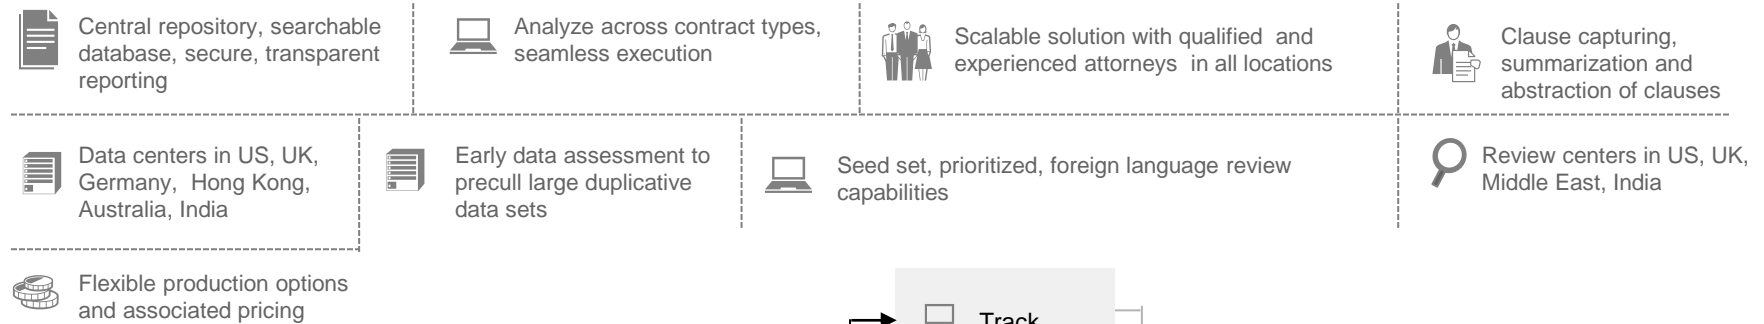 Central repository, searchable
database, secure, transparent
reporting
Analyze across contract types,
seamless execution
Scalable solution with qualified and
experienced attorneys in all locations
Clause capturing,
summarization and
abstraction of clauses
Data centers in US, UK,
Germany, Hong Kong,
Australia, India
Early data assessment to
precull large duplicative
data sets
Seed set, prioritized, foreign language review
capabilities
Review centers in US, UK,
Middle East, India
Flexible production options
and associated pricing
Track